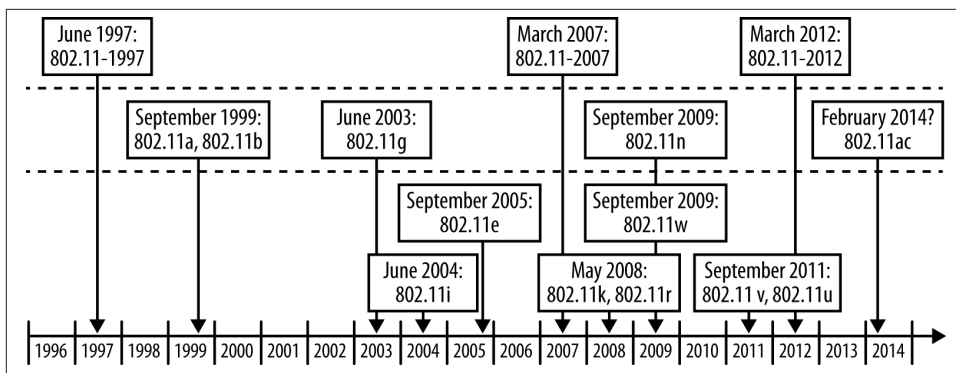 June 1997:
802.11-1997
March 2007:
802.11-2007
March 2012:
802.11-2012
September 1999:
802.11a, 802.11b
June 2003:
802.11g
September 2009:
802.11n
February 2014?
802.11ac
September 2005:
802.11e
September 2009:
802.11w
June 2004:
802.11i
May 2008:
802.11k, 802.11r
September 2011:
802.11 v, 802.11u
1996 1997 1998 1999 2000 2001 2002 2003 2004 2005 2006 2007 2008 2009 2010 2011 2012 2013 2014